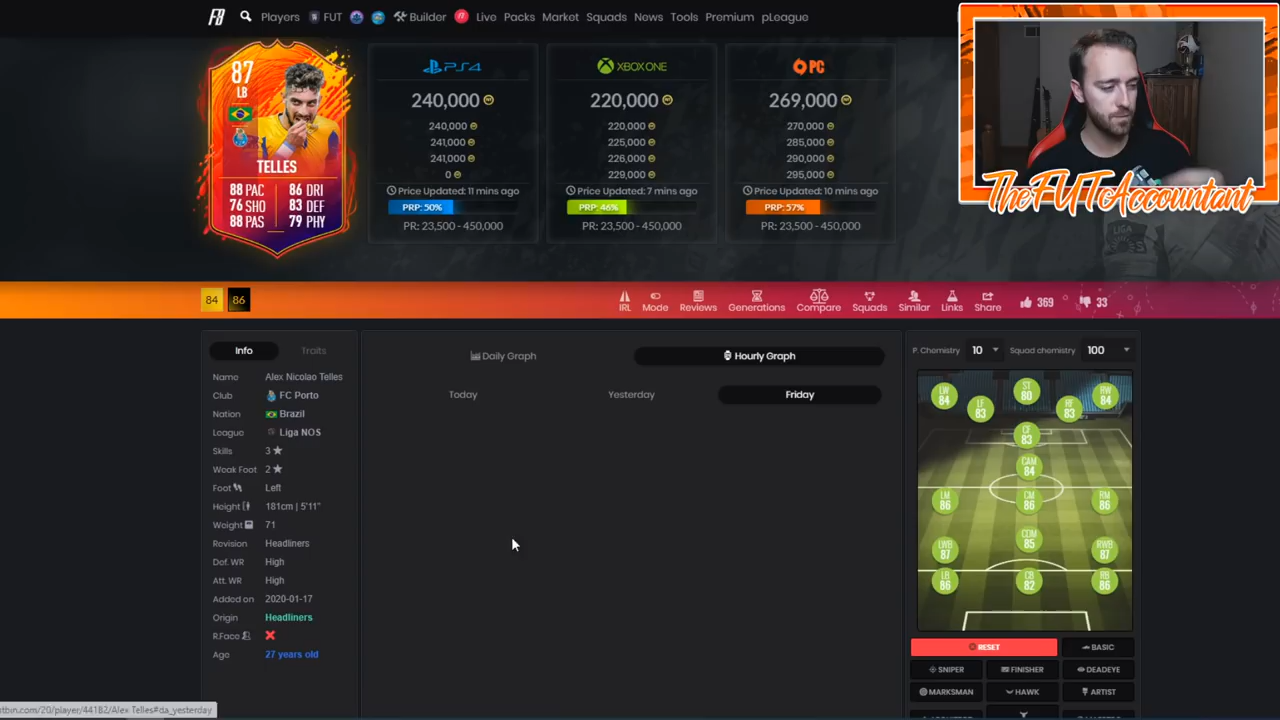 FB Players FUT Builder Live Packs Market Squads News Tools Premium pLeague
87
LB
TELLES
88 PAC 86 DRI
76 SHO 83 DEF
88 PAS 79 PHY
PS4
240,000
240,000
241,000
241,000
0
Price Updated: 11 mins ago
PRP: 50%
PR: 23,500 - 450,000
XBOX ONE
220,000
220,000
225,000
226,000
229,000
Price Updated: 7 mins ago
PRP: 46%
PR: 23,500 - 450,000
PC
269,000
270,000
285,000
290,000
295,000
Price Updated: 10 mins ago
PRP: 57%
PR: 23,500 - 450,000
TheFUTAccountant
LIGA
84 86
IRL Mode Reviews Generations Compare Squads Similar Links Share 369 33
Info Traits
Name Alex Nicolao Telles
Club FC Porto
Nation Brazil
League Liga NOS
Skills 3
Weak Foot 2
Foot Left
Height 181cm | 5'11"
Weight 71
Revision Headliners
Def. WR High
Att. WR High
Added on 2020-01-17
Origin Headliners
R.Face
Age 27 years old
Daily Graph Hourly Graph
Today Yesterday Friday
P. Chemistry 10 Squad chemistry 100
LW 84
LF 83
ST 80
RF 83
RW 84
CF 83
CAM 84
LM 86
CM 86
RM 86
CDM 85
LWB 87
RWB 87
LB 86
CB 82
RB 86
RESET BASIC
SNIPER FINISHER DEADEYE
MARKSMAN HAWK ARTIST
tbin.com/20/player/44182/Alex Telles#da_yesterday